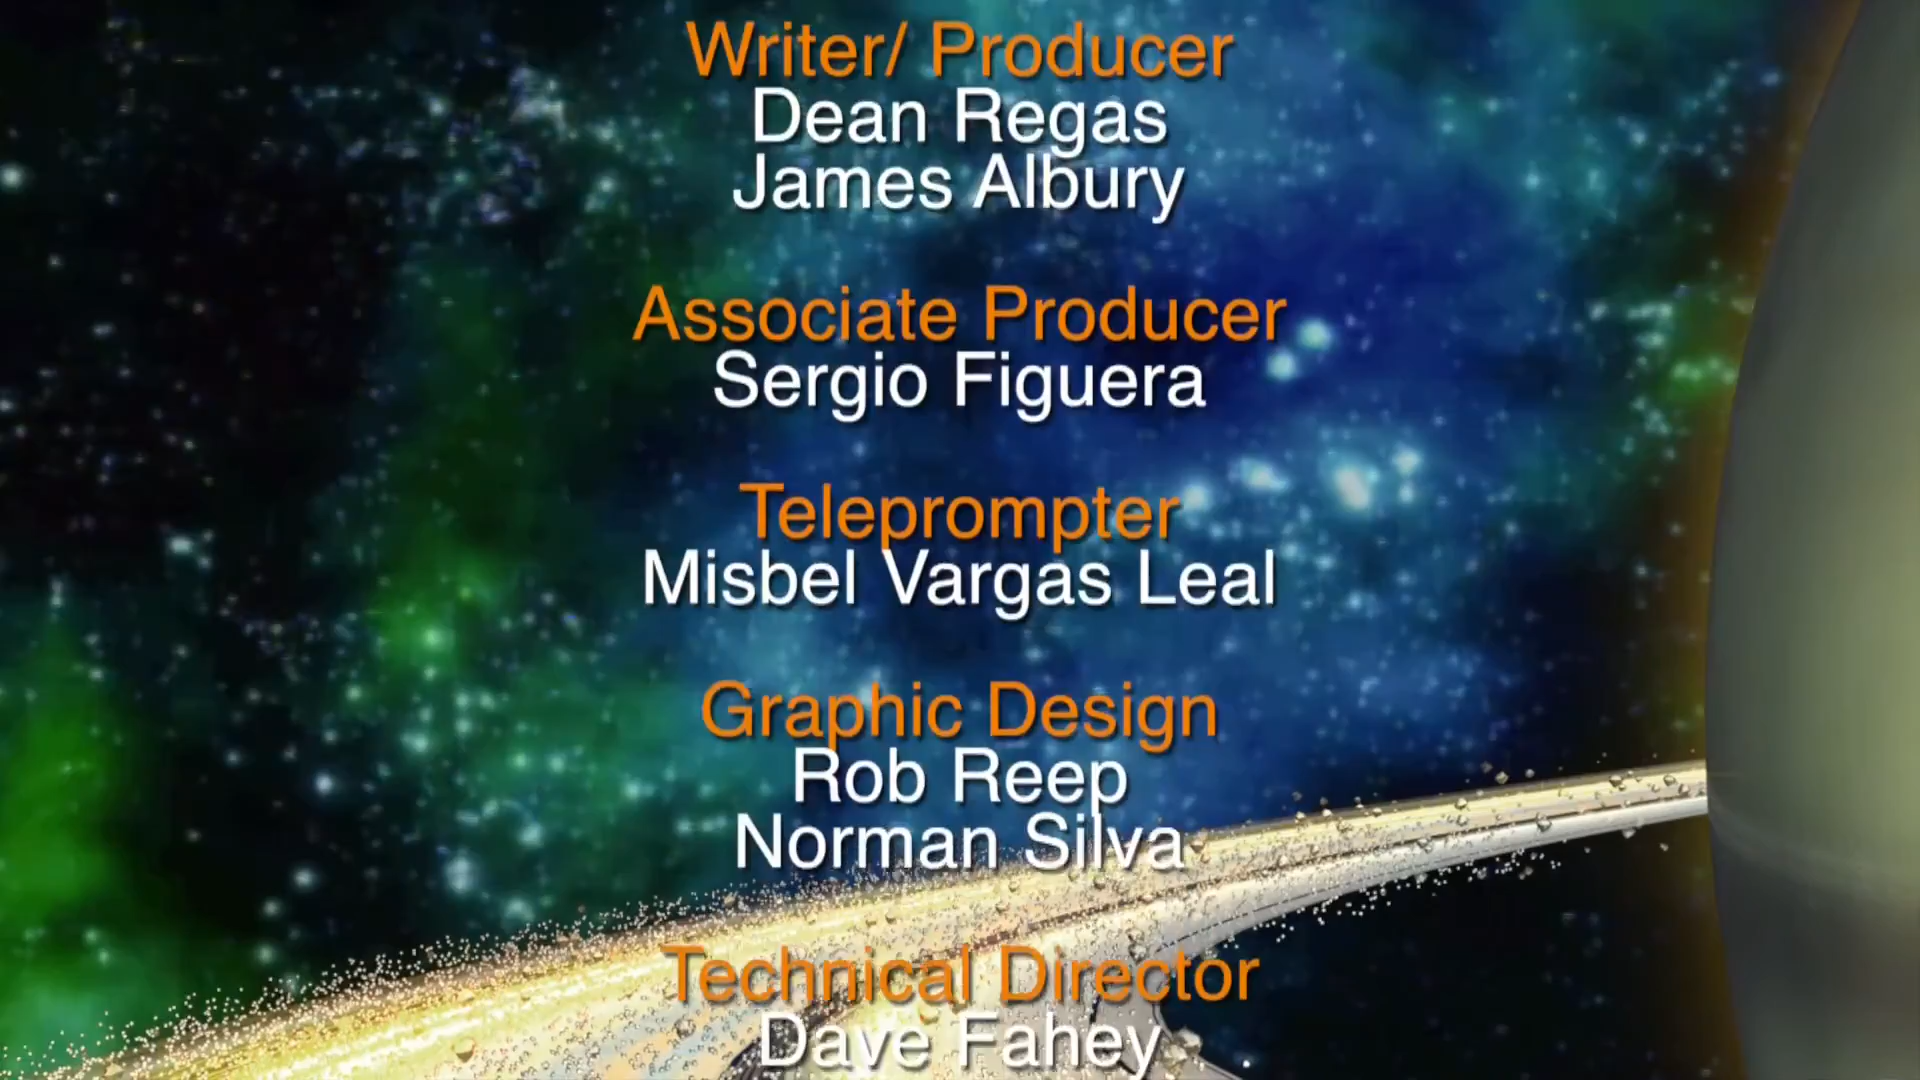 Writer/ Producer
Dean Regas
James Albury
Associate Producer
Sergio Figuera
Teleprompter
Misbel Vargas Leal
Graphic Design
Rob Reep
Norman Silva
Technical Director
Dave Fahey